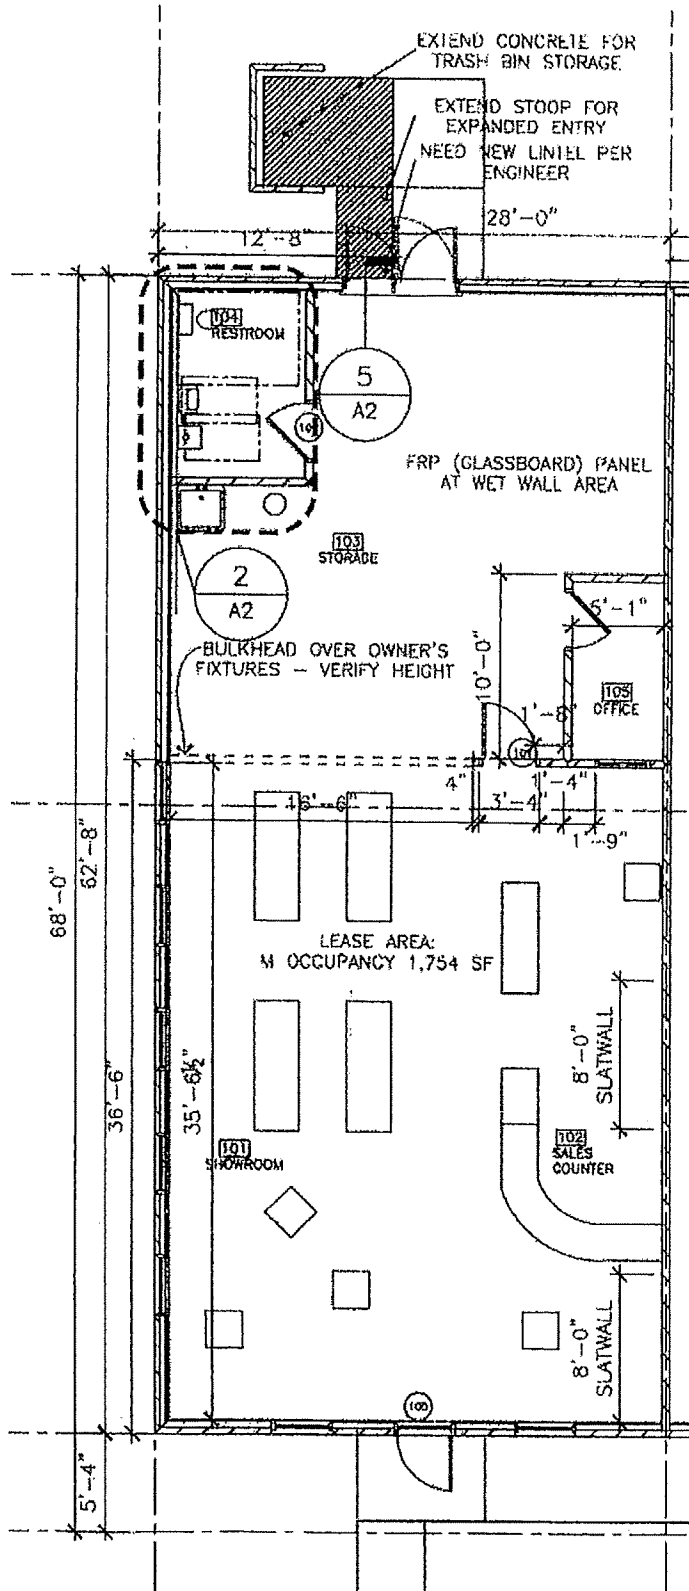 EXTEND CONCRETE FOR
TRASH BIN STORAGE
EXTEND STOOP FOR
EXPANDED ENTRY
NEED NEW LINTEL PER
ENGINEER
28'-0"
12'-8"
104
RESTROOM
5
A2
FRP (GLASSBOARD) PANEL
AT WET WALL AREA
103
STORAGE
2
A2
5'-1"
BULKHEAD OVER OWNER'S
FIXTURES – VERIFY HEIGHT
10'-0"
105
OFFICE
1'-8"
4"
1'-4"
16'-6"
3'-4"
1'-9"
62'-8"
68'-0"
LEASE AREA:
M OCCUPANCY 1,754 SF
8'-0"
SLATWALL
36'-6"
35'-6½"
101
SHOWROOM
102
SALES
COUNTER
8'-0"
SLATWALL
100
5'-4"